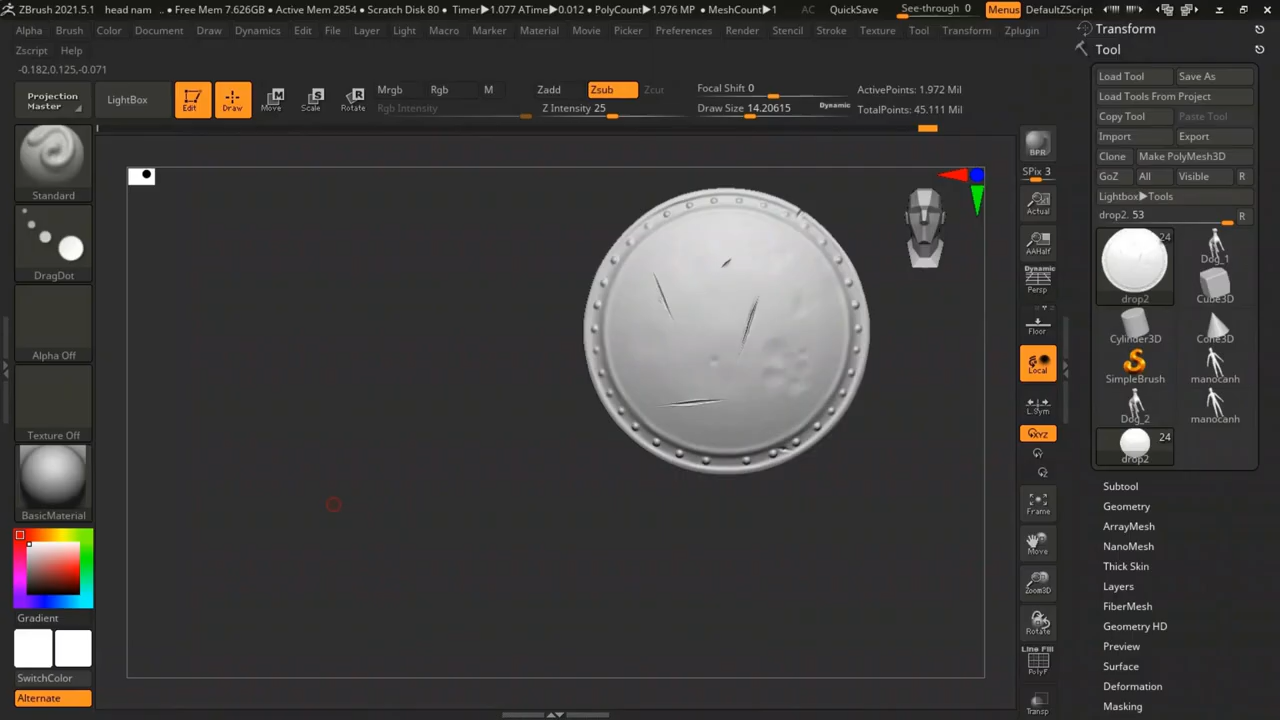 ZBrush 2021.5.1 head nam .. • Free Mem 7.626GB • Active Mem 2854 • Scratch Disk 80 • Timer▶1.077 ATime▶0.012 • PolyCount▶1.976 MP • MeshCount▶1 AC QuickSave See-through 0 Menus DefaultZScript
Alpha Brush Color Document Draw Dynamics Edit File Layer Light Macro Marker Material Movie Picker Preferences Render Stencil Stroke Texture Tool Transform Zplugin
Zscript Help
-0.182,0.125,-0.071
Projection Master
LightBox
Edit
Draw
Move
Scale
Rotate
Mrgb Rgb M
Rgb Intensity
Zadd Zsub Zcut
Z Intensity 25
Focal Shift 0
Draw Size 14.20615 Dynamic
ActivePoints: 1.972 Mil
TotalPoints: 45.111 Mil
Standard
DragDot
Alpha Off
Texture Off
BasicMaterial
Gradient
SwitchColor
Alternate
BPR
SPix 3
Actual
AAHalf
Dynamic
Persp
Floor
Local
L.Sym
XYZ
Frame
Move
Zoom3D
Rotate
Line Fill
PolyF
Transp
Transform
Tool
Load Tool Save As
Load Tools From Project
Copy Tool Paste Tool
Import Export
Clone Make PolyMesh3D
GoZ All Visible R
Lightbox▶Tools
drop2. 53 R
24
drop2
Dog_1
Cube3D
Cylinder3D
Cone3D
SimpleBrush
manocanh
Dog_2
manocanh
24
drop2
Subtool
Geometry
ArrayMesh
NanoMesh
Thick Skin
Layers
FiberMesh
Geometry HD
Preview
Surface
Deformation
Masking